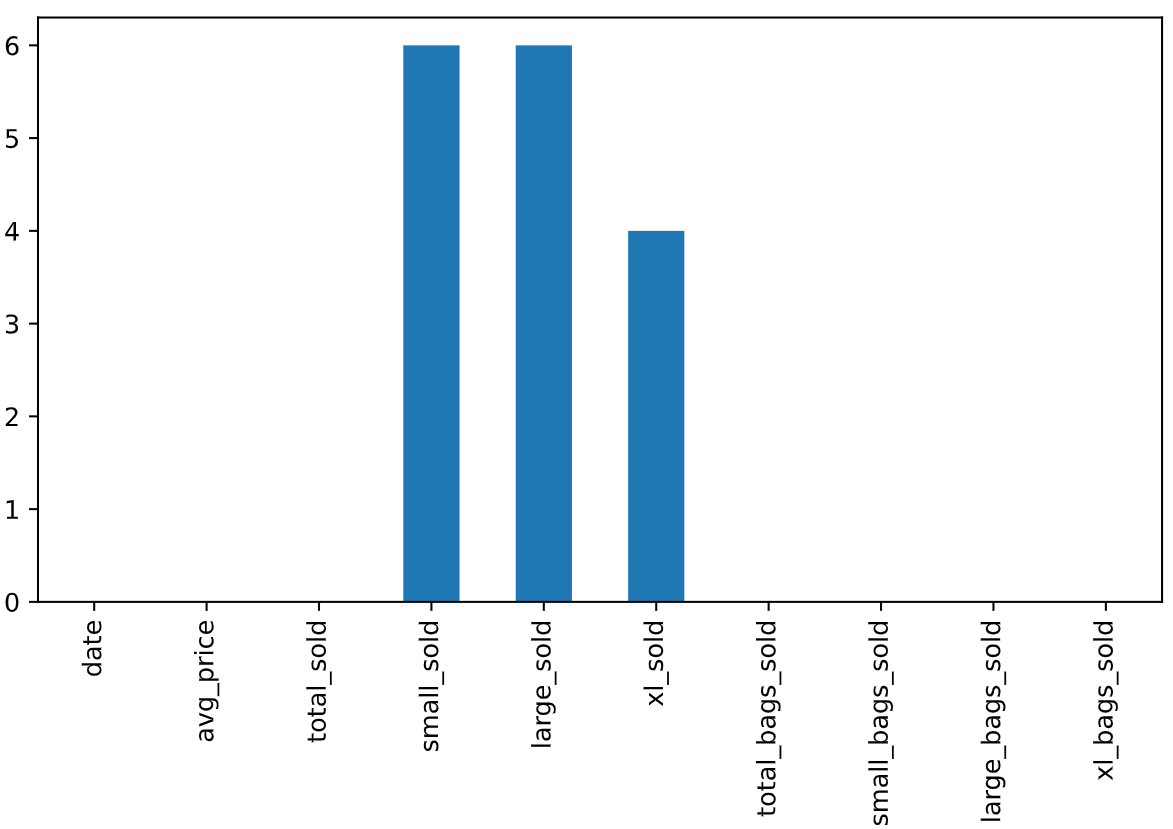 6
5
4
3
2
1
0
date
avg_price
total_sold
small_sold
large_sold
xl_sold
total_bags_sold
small_bags_sold
large_bags_sold
xl_bags_sold